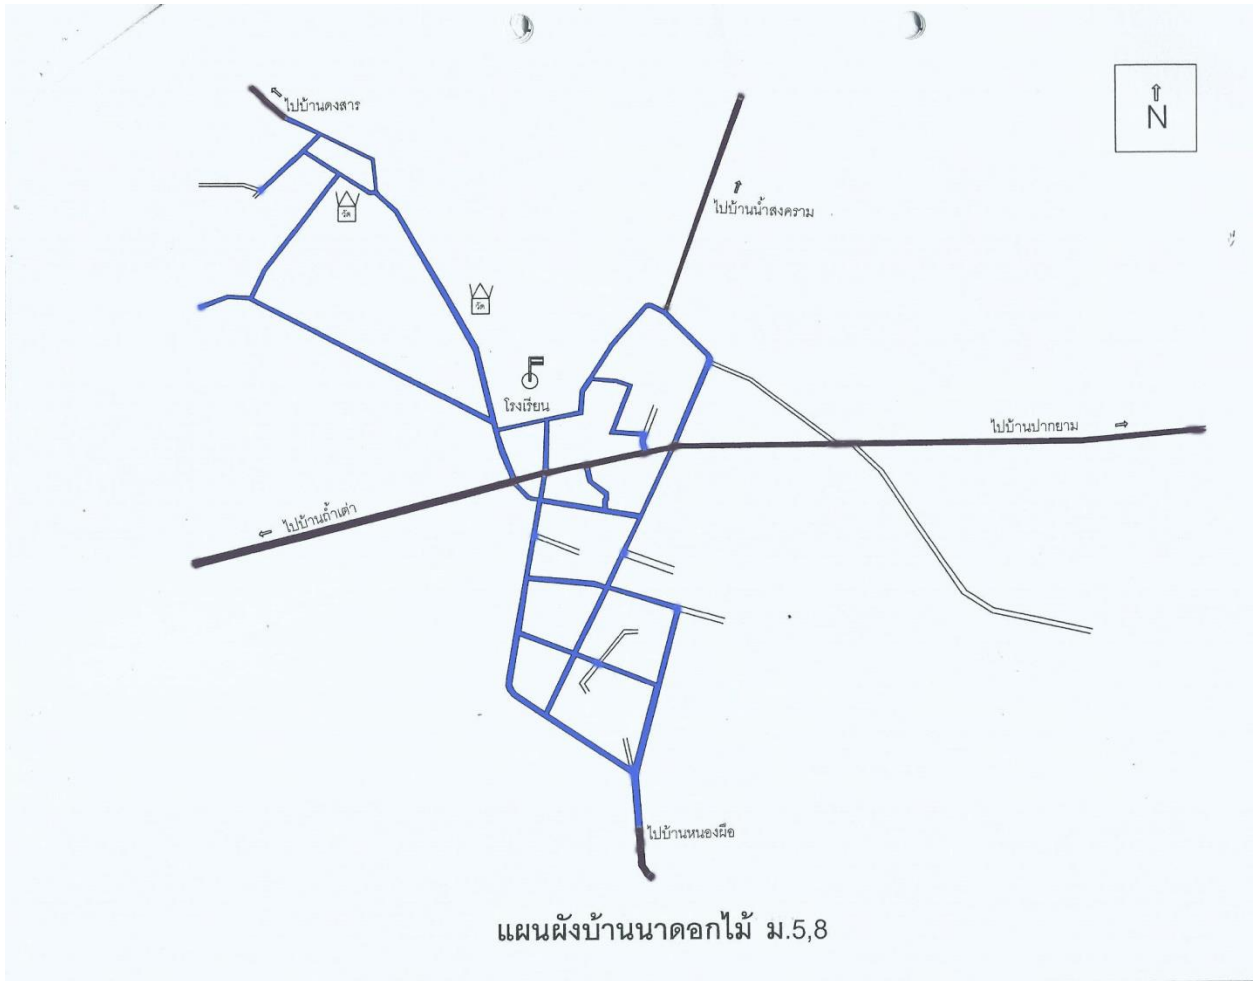 ไปบ้านดงสาร
N
วัด
ไปบ้านน้ำสงคราม
วัด
โรงเรียน
ไปบ้านปากยาม
ไปบ้านถ้ำเต่า
ไปบ้านหนองผือ
แผนผังบ้านนาดอกไม้ ม.5,8